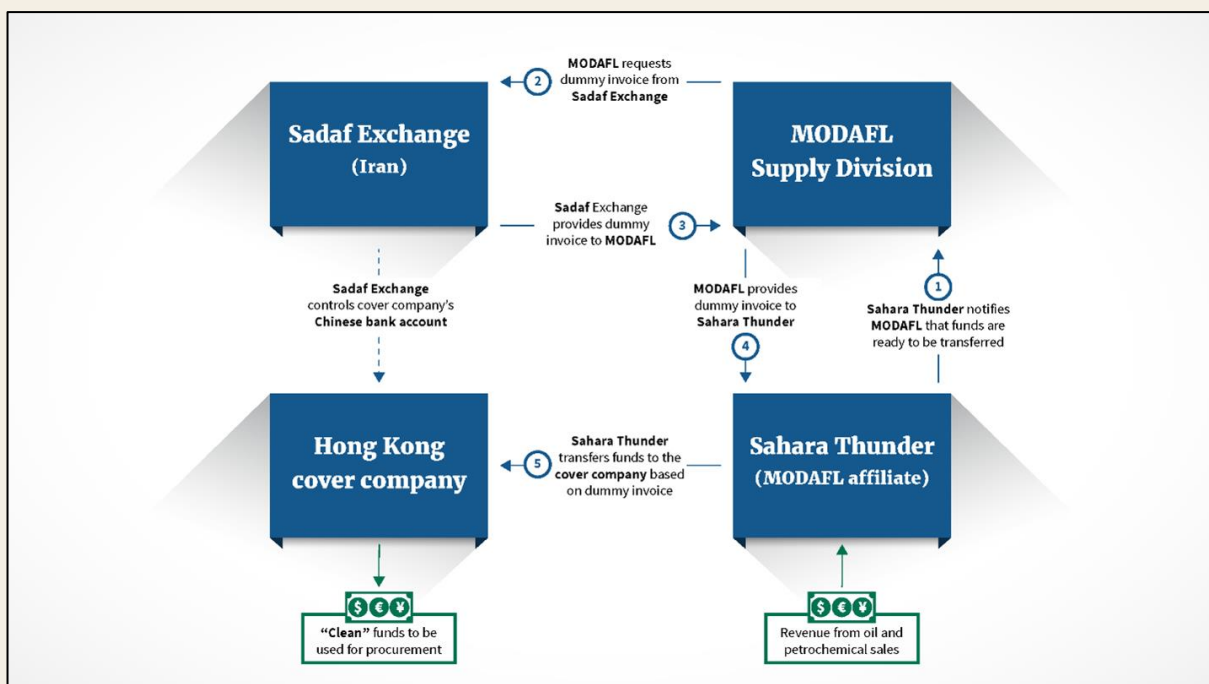 MODAFL requests
dummy invoice from
Sadaf Exchange
2
Sadaf Exchange
(Iran)
MODAFL
Supply Division
Sadaf Exchange
provides dummy
invoice to MODAFL
3
Sadaf Exchange
controls cover company’s
Chinese bank account
MODAFL provides
dummy invoice to
Sahara Thunder
4
1
Sahara Thunder notifies
MODAFL that funds are
ready to be transferred
Hong Kong
cover company
Sahara Thunder
transfers funds to the
cover company based
on dummy invoice
5
Sahara Thunder
(MODAFL affiliate)
$ € ¥
“Clean” funds to be
used for procurement
$ € ¥
Revenue from oil and
petrochemical sales